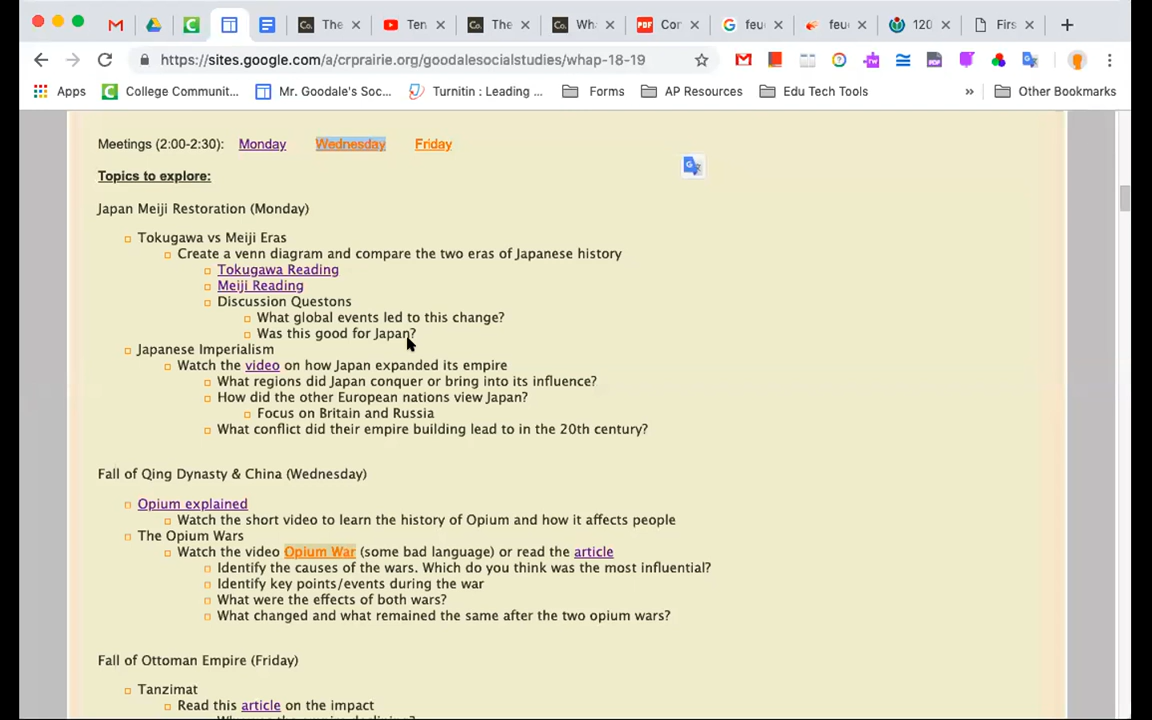 The
Ten
The
Wha
Cor
feu
feu
120
Firs
https://sites.google.com/a/crprairie.org/goodalesocialstudies/whap-18-19
Apps College Communit... Mr. Goodale's Soc... Turnitin : Leading ... Forms AP Resources Edu Tech Tools » Other Bookmarks
Meetings (2:00-2:30): Monday Wednesday Friday
Topics to explore:
Japan Meiji Restoration (Monday)
Tokugawa vs Meiji Eras
Create a venn diagram and compare the two eras of Japanese history
Tokugawa Reading
Meiji Reading
Discussion Questons
What global events led to this change?
Was this good for Japan?
Japanese Imperialism
Watch the video on how Japan expanded its empire
What regions did Japan conquer or bring into its influence?
How did the other European nations view Japan?
Focus on Britain and Russia
What conflict did their empire building lead to in the 20th century?
Fall of Qing Dynasty & China (Wednesday)
Opium explained
Watch the short video to learn the history of Opium and how it affects people
The Opium Wars
Watch the video Opium War (some bad language) or read the article
Identify the causes of the wars. Which do you think was the most influential?
Identify key points/events during the war
What were the effects of both wars?
What changed and what remained the same after the two opium wars?
Fall of Ottoman Empire (Friday)
Tanzimat
Read this article on the impact